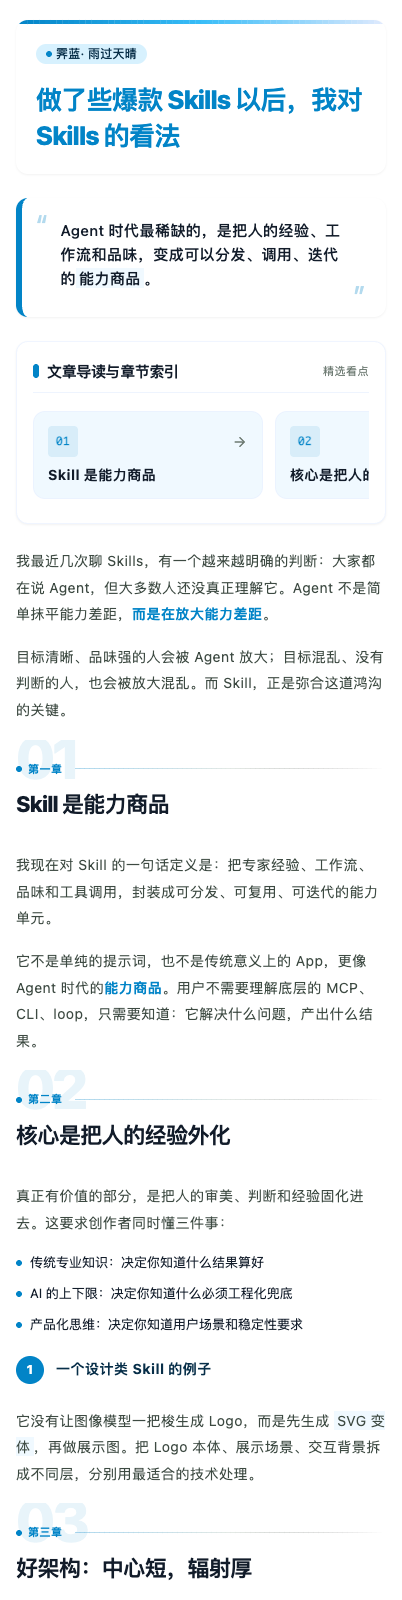 霁蓝· 雨过天晴
做了些爆款 Skills 以后，我对
Skills 的看法
“
Agent 时代最稀缺的，是把人的经验、工
作流和品味，变成可以分发、调用、迭代
的 能力商品 。
”
文章导读与章节索引
精选看点
01
→
Skill 是能力商品
02
核心是把人的
我最近几次聊 Skills，有一个越来越明确的判断：大家都
在说 Agent，但大多数人还没真正理解它。Agent 不是简
单抹平能力差距，而是在放大能力差距。
目标清晰、品味强的人会被 Agent 放大；目标混乱、没有
判断的人，也会被放大混乱。而 Skill，正是弥合这道鸿沟
的关键。
01
第一章
Skill 是能力商品
我现在对 Skill 的一句话定义是：把专家经验、工作流、
品味和工具调用，封装成可分发、可复用、可迭代的能力
单元。
它不是单纯的提示词，也不是传统意义上的 App，更像
Agent 时代的能力商品。用户不需要理解底层的 MCP、
CLI、loop，只需要知道：它解决什么问题，产出什么结
果。
02
第二章
核心是把人的经验外化
真正有价值的部分，是把人的审美、判断和经验固化进
去。这要求创作者同时懂三件事：
传统专业知识：决定你知道什么结果算好
AI 的上下限：决定你知道什么必须工程化兜底
产品化思维：决定你知道用户场景和稳定性要求
1 一个设计类 Skill 的例子
它没有让图像模型一把梭生成 Logo，而是先生成 SVG 变
体 ，再做展示图。把 Logo 本体、展示场景、交互背景拆
成不同层，分别用最适合的技术处理。
03
第三章
好架构：中心短，辐射厚